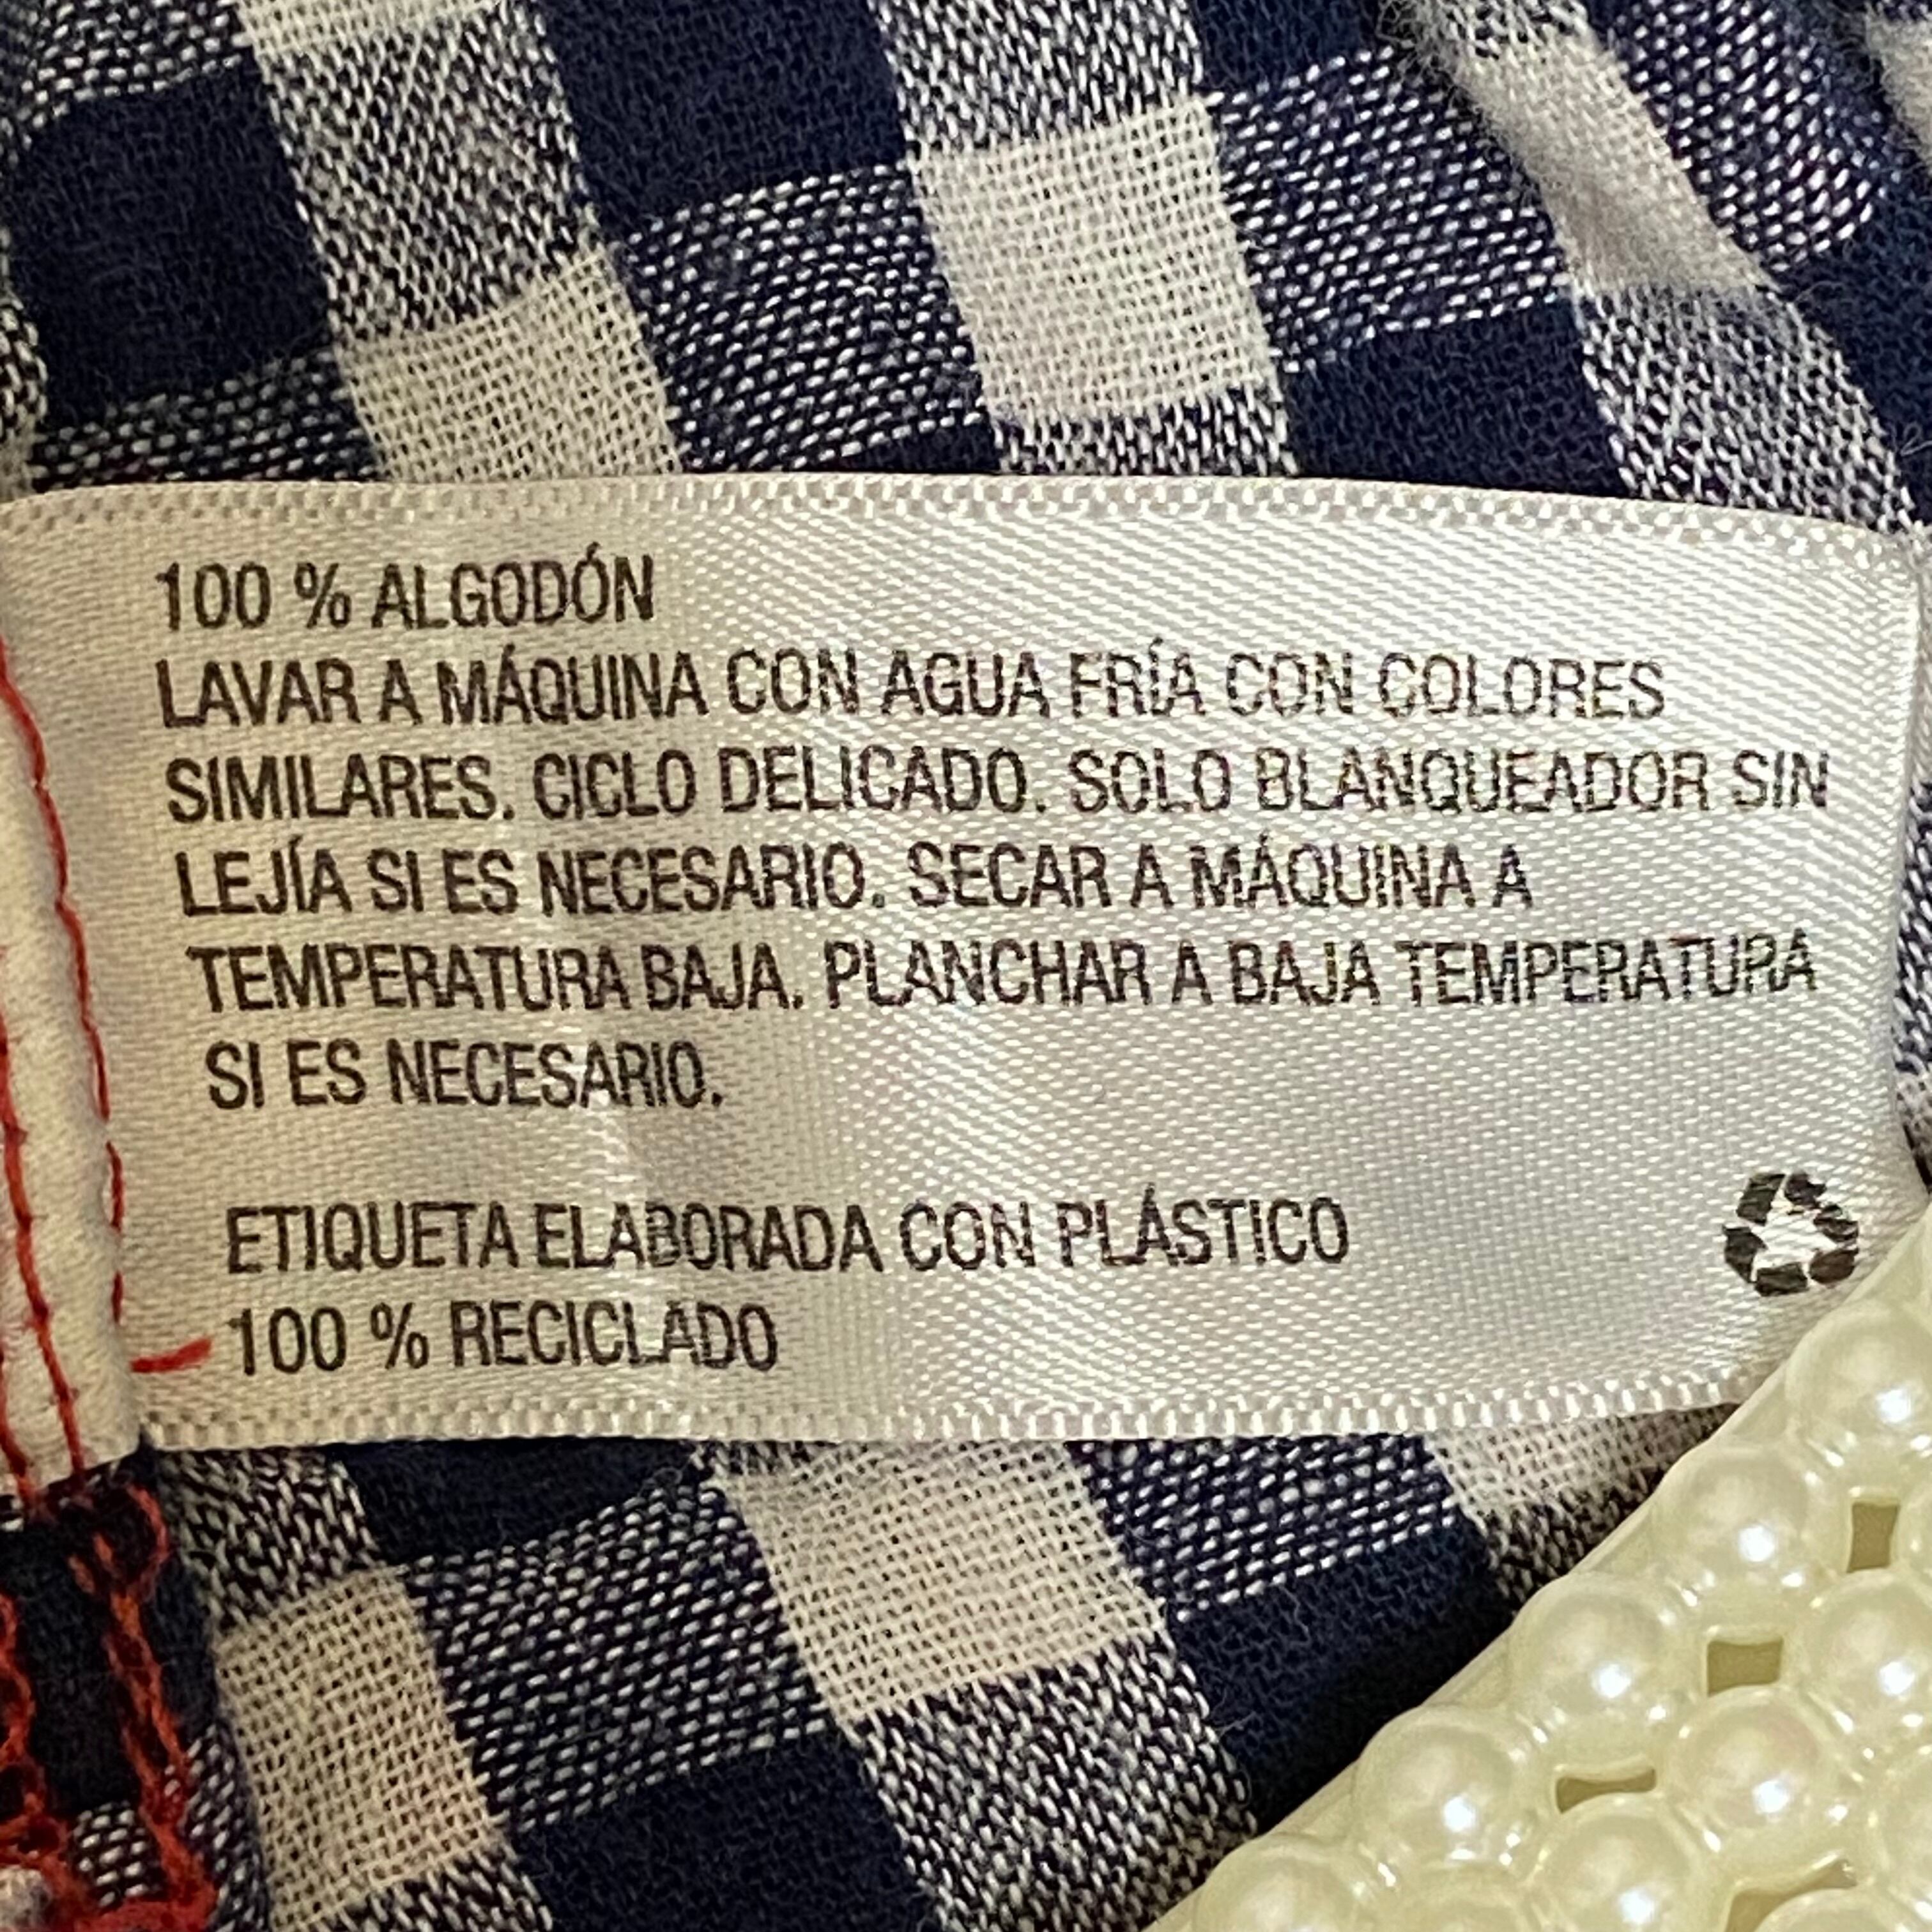 100 % ALGODÓN
LAVAR A MÁQUINA CON AGUA FRÍA CON COLORES
SIMILARES. CICLO DELICADO. SOLO BLANQUEADOR SIN
LEJÍA SI ES NECESARIO. SECAR A MÁQUINA A
TEMPERATURA BAJA. PLANCHAR A BAJA TEMPERATURA
SI ES NECESARIO.
ETIQUETA ELABORADA CON PLÁSTICO
100 % RECICLADO